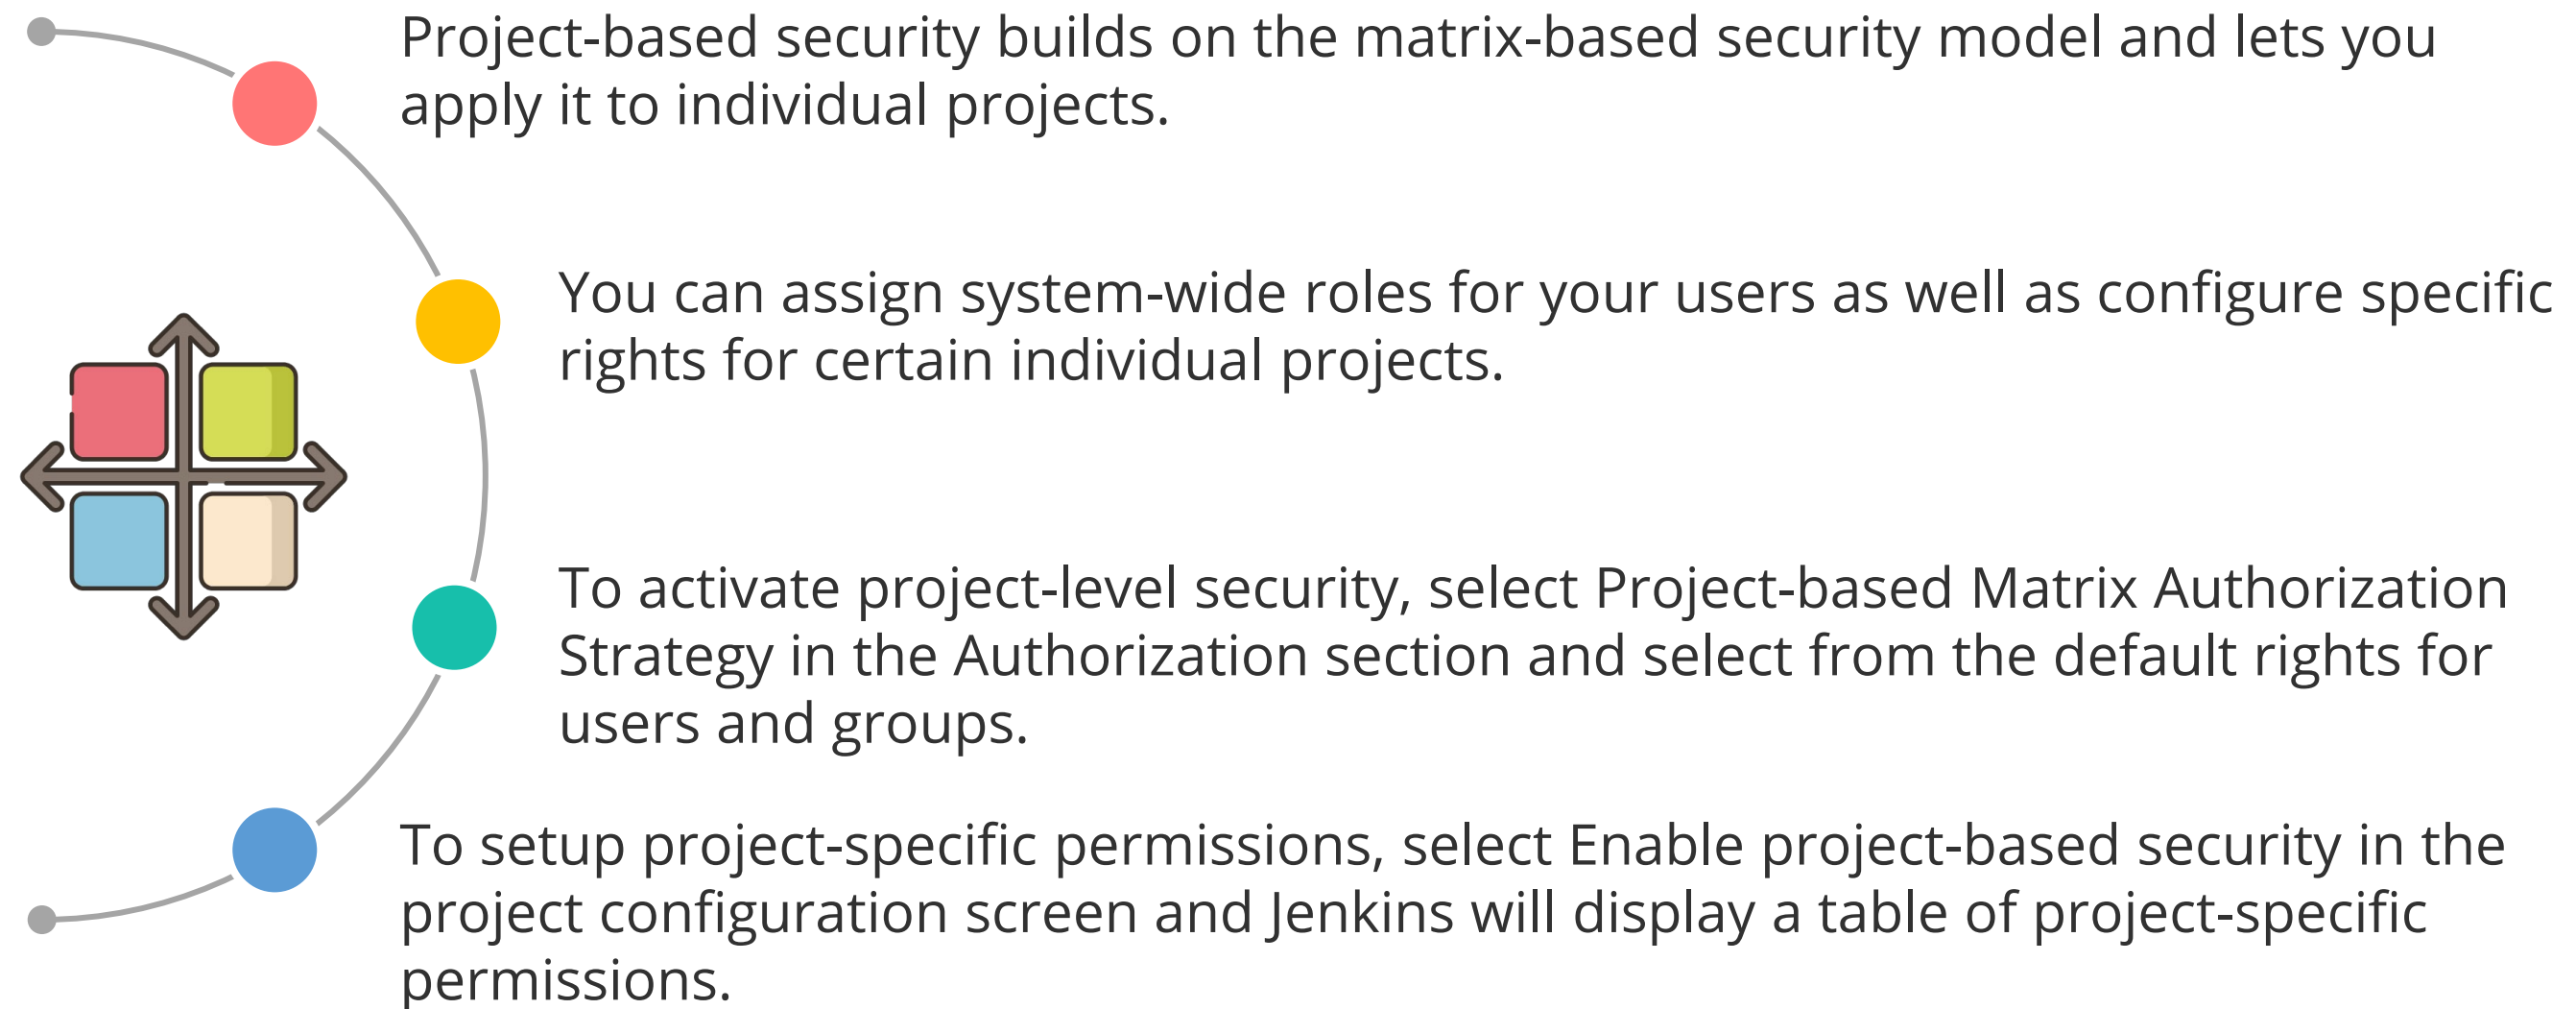 Project-based security builds on the matrix-based security model and lets you
apply it to individual projects.
You can assign system-wide roles for your users as well as configure specific
rights for certain individual projects.
To activate project-level security, select Project-based Matrix Authorization
Strategy in the Authorization section and select from the default rights for
users and groups.
To setup project-specific permissions, select Enable project-based security in the
project configuration screen and Jenkins will display a table of project-specific
permissions.